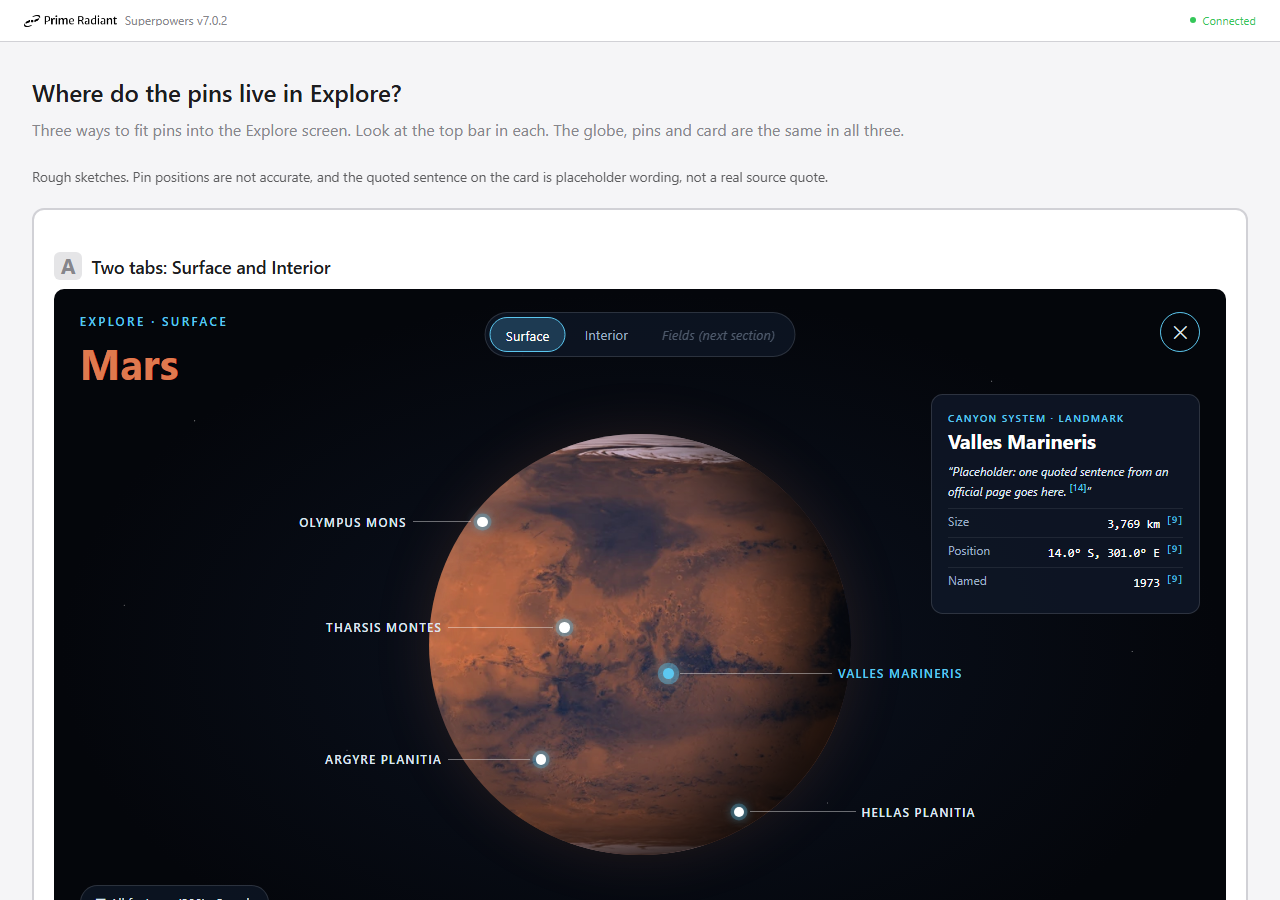 Prime Radiant Superpowers v7.0.2
Connected
Where do the pins live in Explore?
Three ways to fit pins into the Explore screen. Look at the top bar in each. The globe, pins and card are the same in all three.
Rough sketches. Pin positions are not accurate, and the quoted sentence on the card is placeholder wording, not a real source quote.
A Two tabs: Surface and Interior
EXPLORE · SURFACE
Surface Interior Fields (next section)
Mars
CANYON SYSTEM · LANDMARK
Valles Marineris
"Placeholder: one quoted sentence from an
official page goes here. [14]"
Size 3,769 km [9]
Position 14.0° S, 301.0° E [9]
Named 1973 [9]
OLYMPUS MONS
THARSIS MONTES
VALLES MARINERIS
ARGYRE PLANITIA
HELLAS PLANITIA